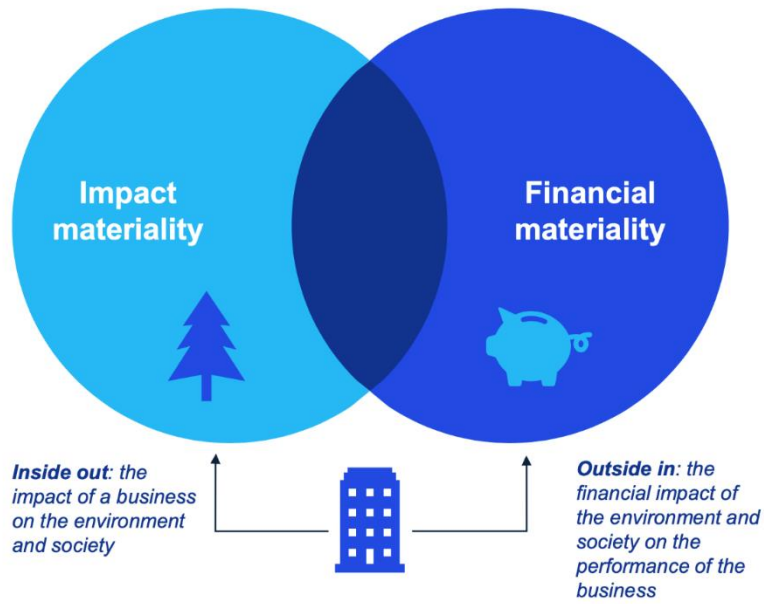 Impact
materiality
Financial
materiality
Inside out: the
impact of a business
on the environment
and society
Outside in: the
financial impact of
the environment and
society on the
performance of the
business